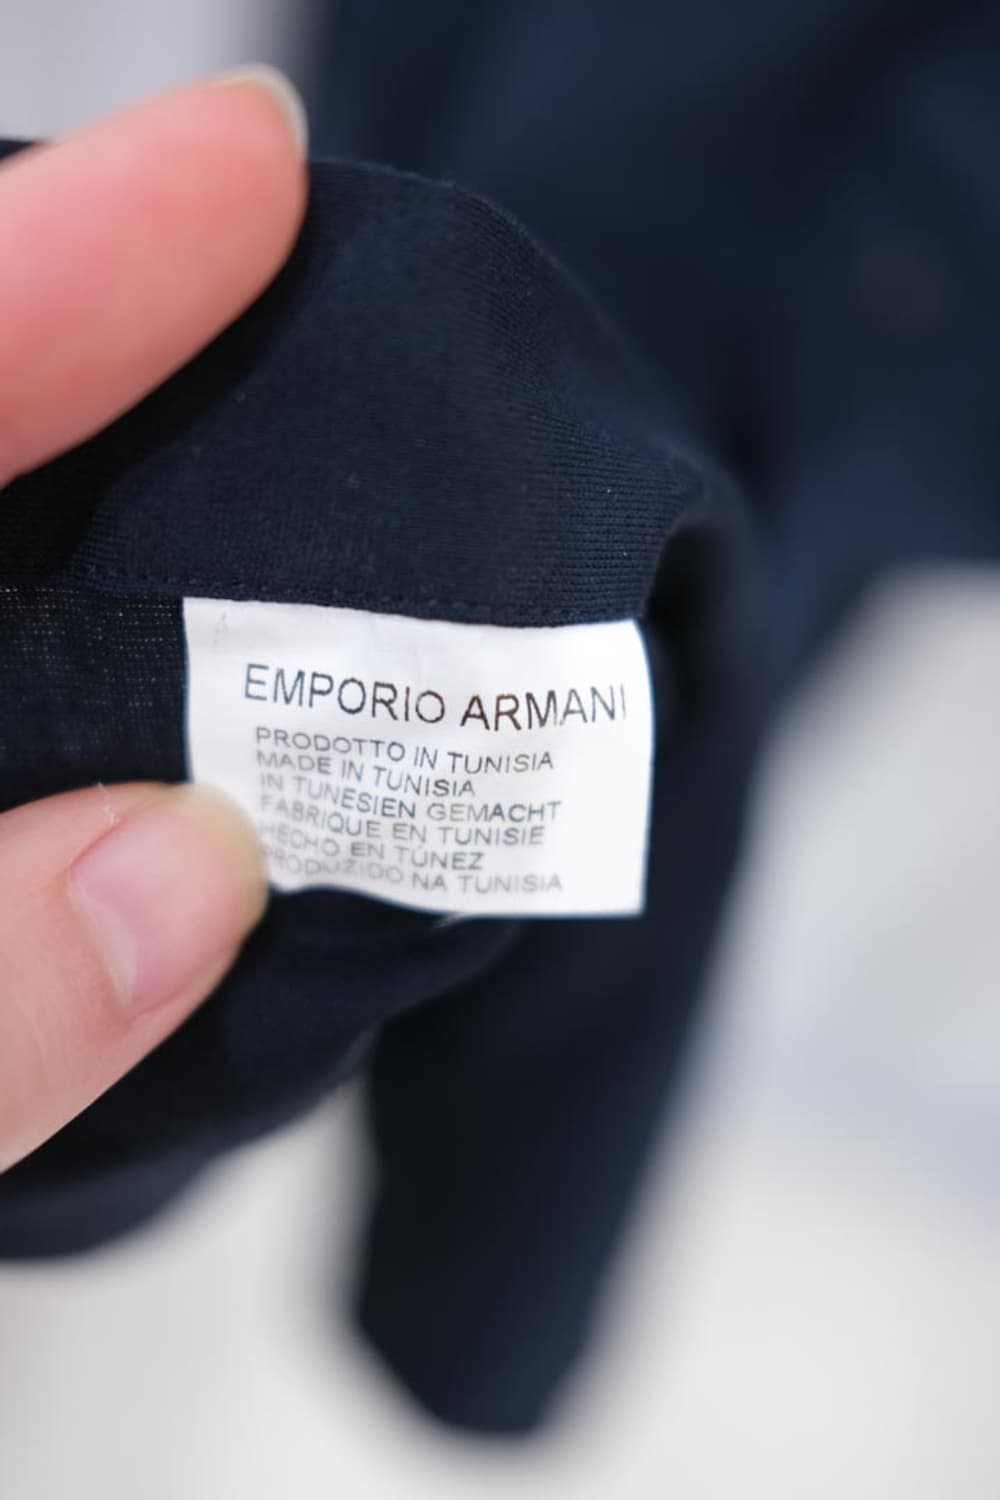 EMPORIO ARMANI
PRODOTTO IN TUNISIA
MADE IN TUNISIA
IN TUNESIEN GEMACHT
FABRIQUE EN TUNISIE
HECHO EN TÚNEZ
PRODUZIDO NA TUNISIA